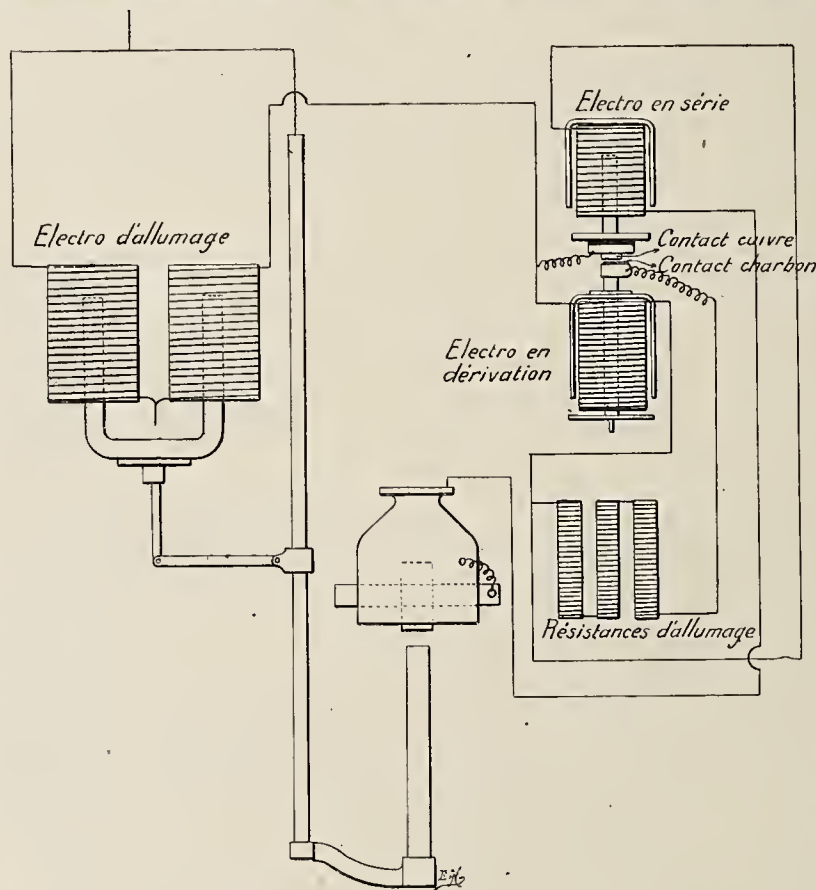 Electro en série
Electro d'allumage
Contact cuivre
Contact charbon
Electro en
dérivation
Résistances d'allumage